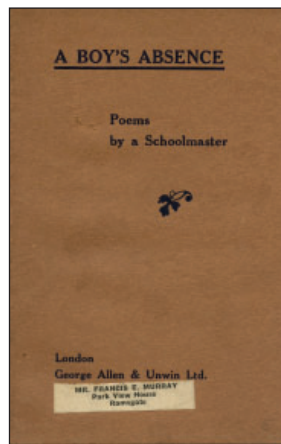 A BOY'S ABSENCE
Poems
by a Schoolmaster
London
George Allen & Unwin Ltd.
MR. FRANCIS E. MURRAY
Park View House
Ramsgate